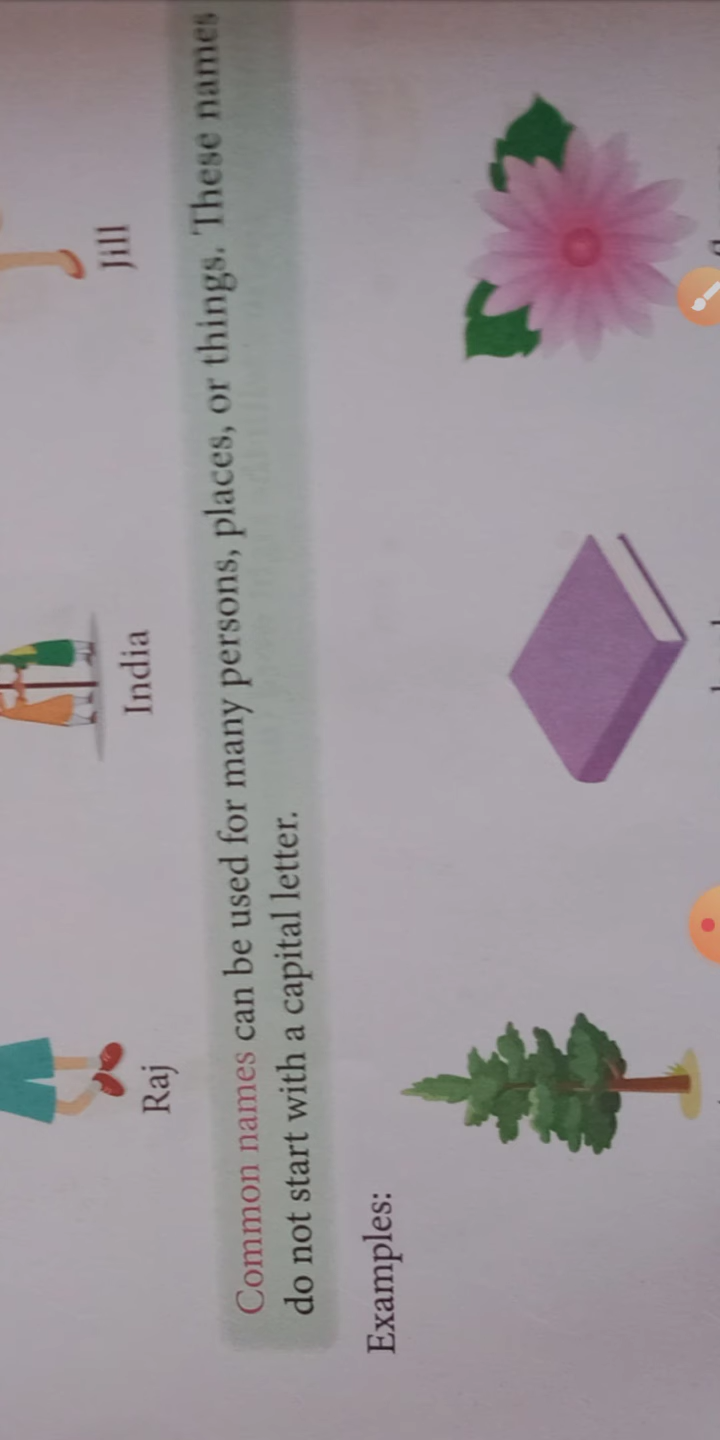 Raj India Jill
Common names can be used for many persons, places, or things. These names
do not start with a capital letter.
Examples: